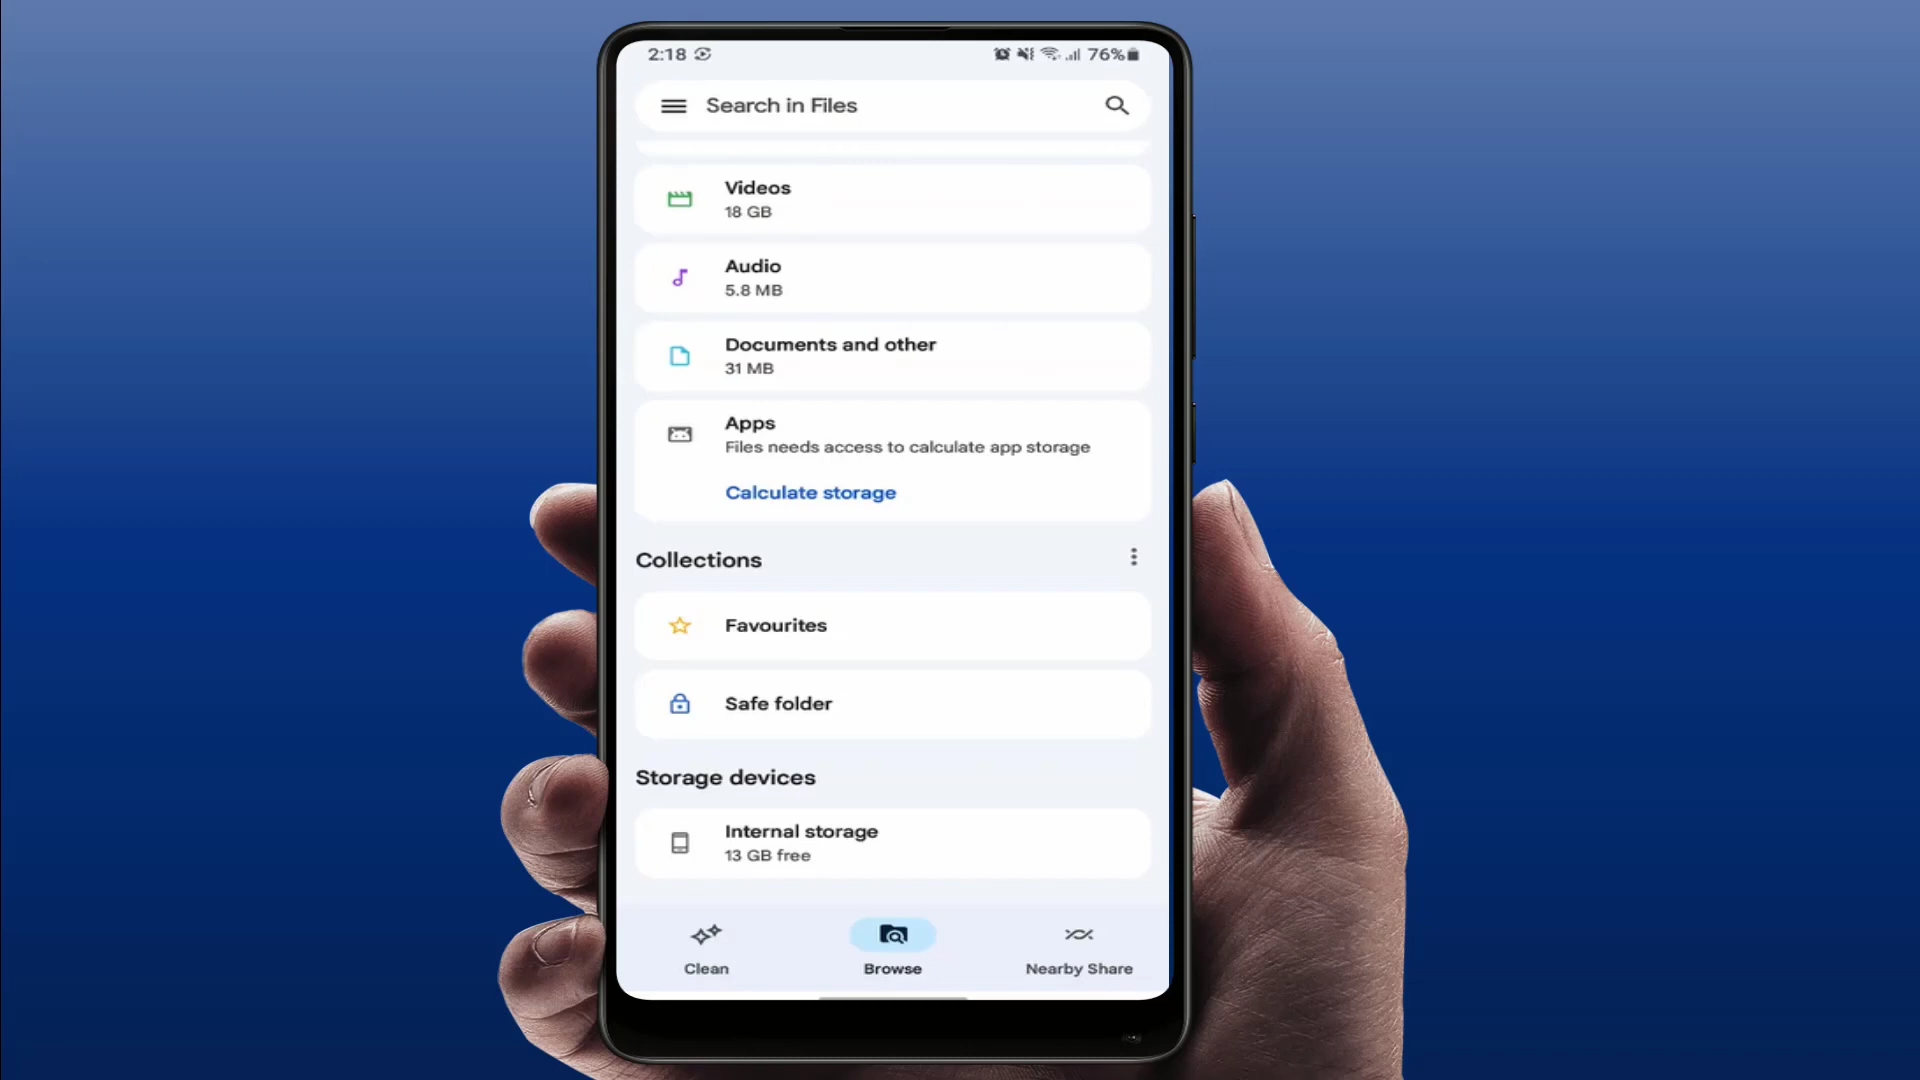 2:18
76%
Search in Files
Videos
18 GB
Audio
5.8 MB
Documents and other
31 MB
Apps
Files needs access to calculate app storage
Calculate storage
Collections
Favourites
Safe folder
Storage devices
Internal storage
13 GB free
Clean
Browse
Nearby Share